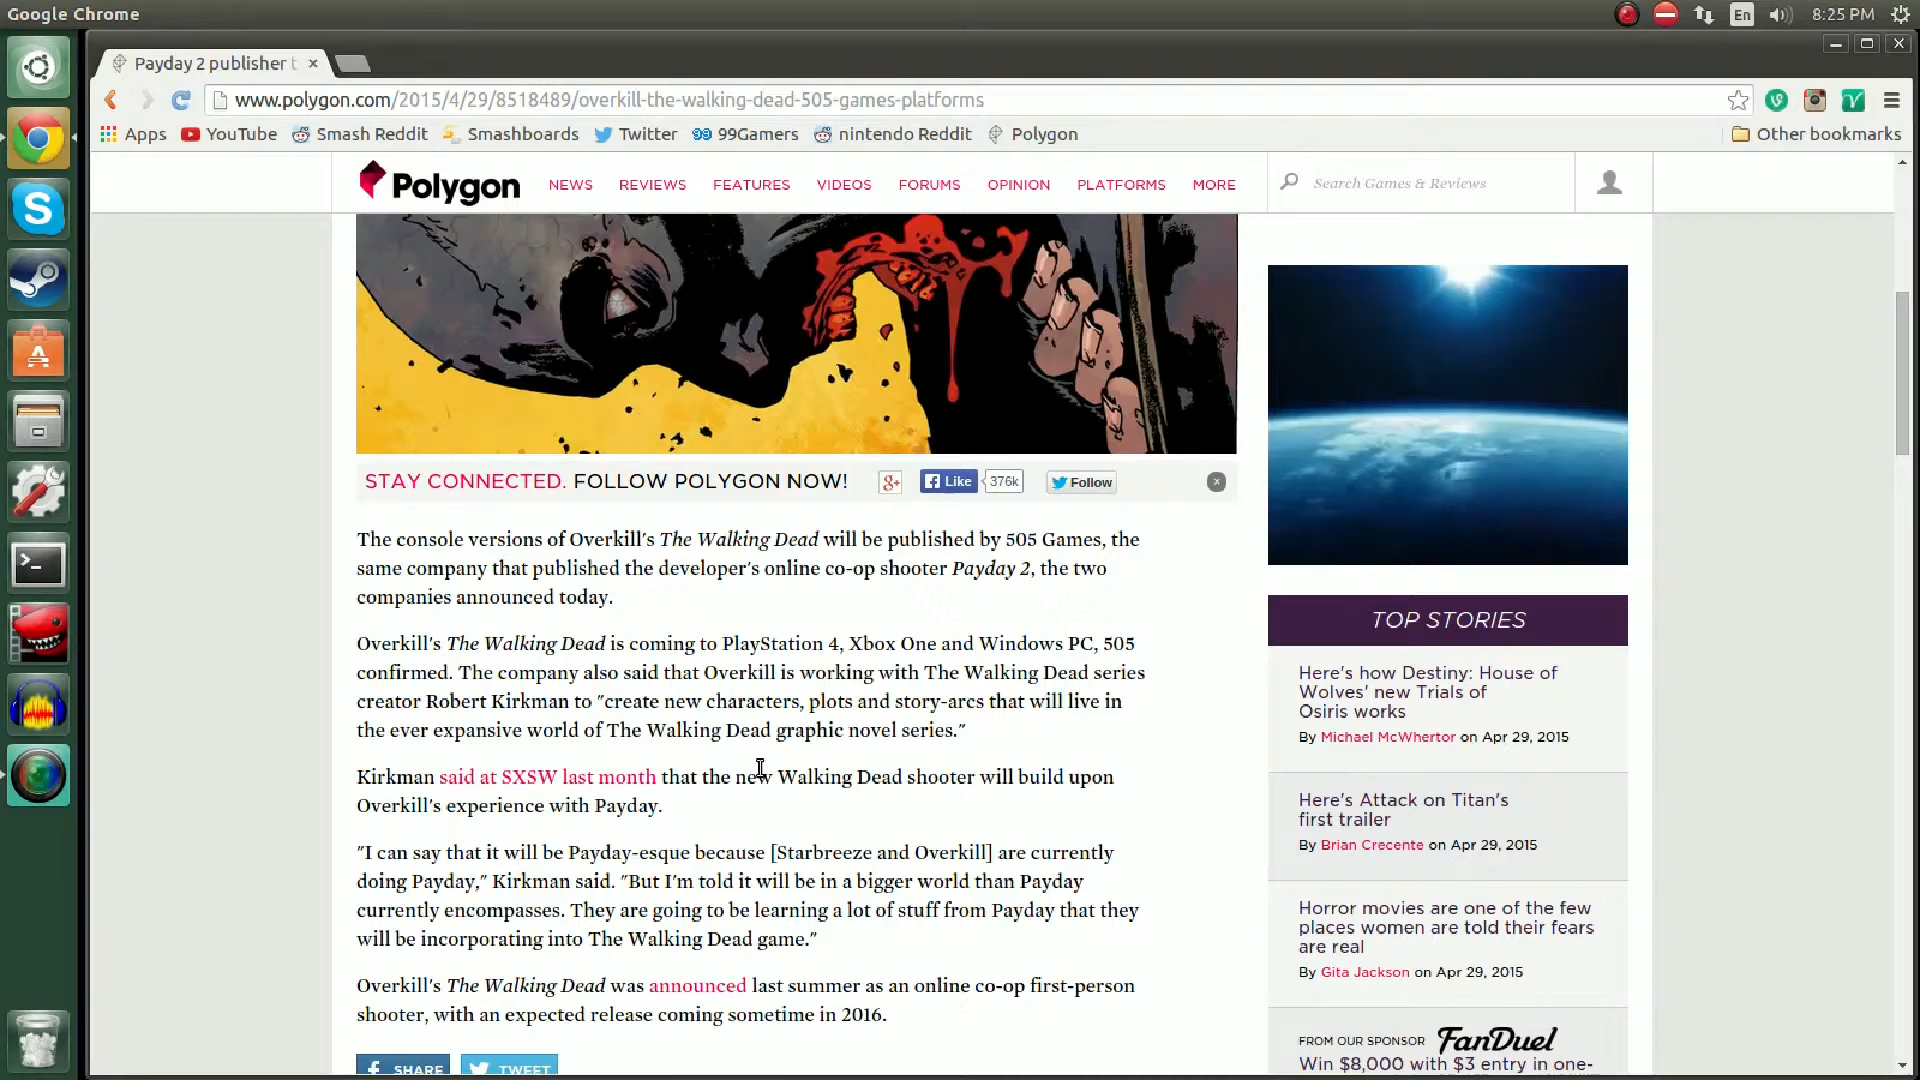 Google Chrome
En
8:25 PM
Payday 2 publisher t
www.polygon.com/2015/4/29/8518489/overkill-the-walking-dead-505-games-platforms
Apps YouTube Smash Reddit Smashboards Twitter 99Gamers nintendo Reddit Polygon Other bookmarks
Polygon NEWS REVIEWS FEATURES VIDEOS FORUMS OPINION PLATFORMS MORE Search Games & Reviews
STAY CONNECTED. FOLLOW POLYGON NOW! g+ Like 376k Follow
The console versions of Overkill's The Walking Dead will be published by 505 Games, the
same company that published the developer's online co-op shooter Payday 2, the two
companies announced today.
Overkill's The Walking Dead is coming to PlayStation 4, Xbox One and Windows PC, 505
confirmed. The company also said that Overkill is working with The Walking Dead series
creator Robert Kirkman to "create new characters, plots and story-arcs that will live in
the ever expansive world of The Walking Dead graphic novel series."
Kirkman said at SXSW last month that the new Walking Dead shooter will build upon
Overkill's experience with Payday.
"I can say that it will be Payday-esque because [Starbreeze and Overkill] are currently
doing Payday," Kirkman said. "But I'm told it will be in a bigger world than Payday
currently encompasses. They are going to be learning a lot of stuff from Payday that they
will be incorporating into The Walking Dead game."
Overkill's The Walking Dead was announced last summer as an online co-op first-person
shooter, with an expected release coming sometime in 2016.
SHARE TWEET
TOP STORIES
Here's how Destiny: House of
Wolves' new Trials of
Osiris works
By Michael McWhertor on Apr 29, 2015
Here's Attack on Titan's
first trailer
By Brian Crecente on Apr 29, 2015
Horror movies are one of the few
places women are told their fears
are real
By Gita Jackson on Apr 29, 2015
FROM OUR SPONSOR FanDuel
Win $8,000 with $3 entry in one-